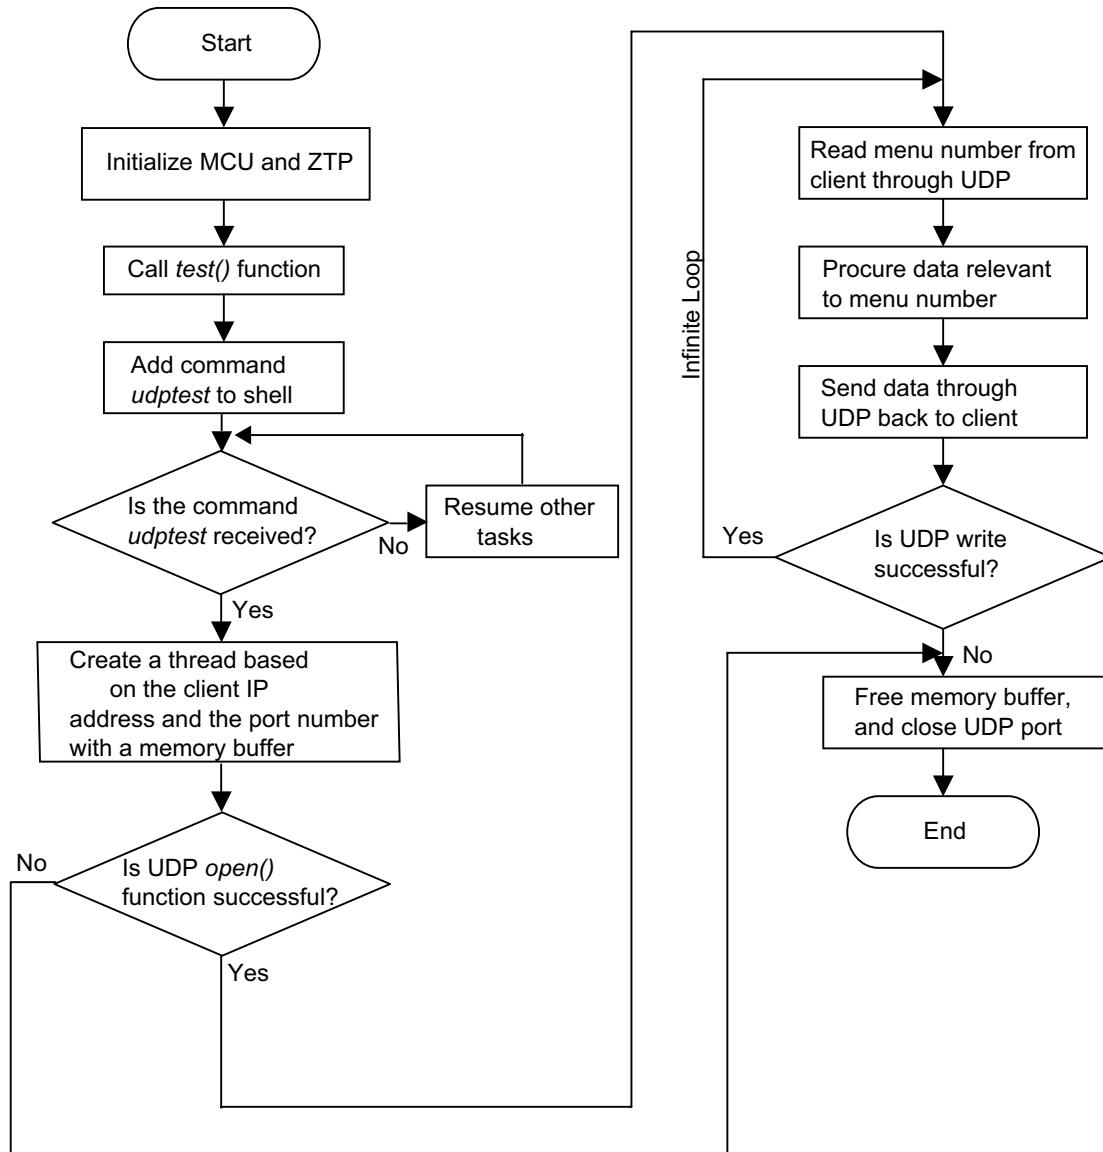 Start
Initialize MCU and ZTP
Call test() function
Add command
udptest to shell
Is the command
udptest received?
No
Resume other
tasks
Yes
Create a thread based
on the client IP
address and the port number
with a memory buffer
Is UDP open()
function successful?
No
Yes
Infinite Loop
Read menu number from
client through UDP
Procure data relevant
to menu number
Send data through
UDP back to client
Is UDP write
successful?
Yes
No
Free memory buffer,
and close UDP port
End